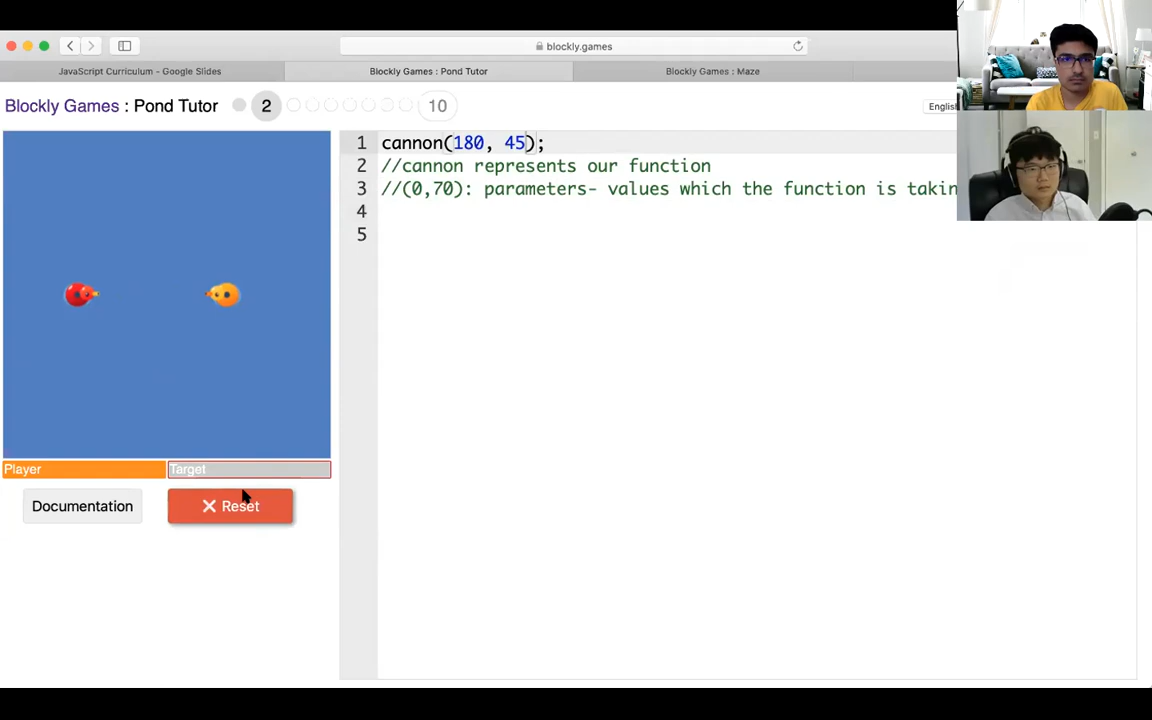 blockly.games
JavaScript Curriculum - Google Slides
Blockly Games : Pond Tutor
Blockly Games : Maze
Blockly Games : Pond Tutor
2
10
English
1 cannon(180, 45);
2 //cannon represents our function
3 //(0,70): parameters- values which the function is takin
4
5
Player
Target
Documentation
Reset